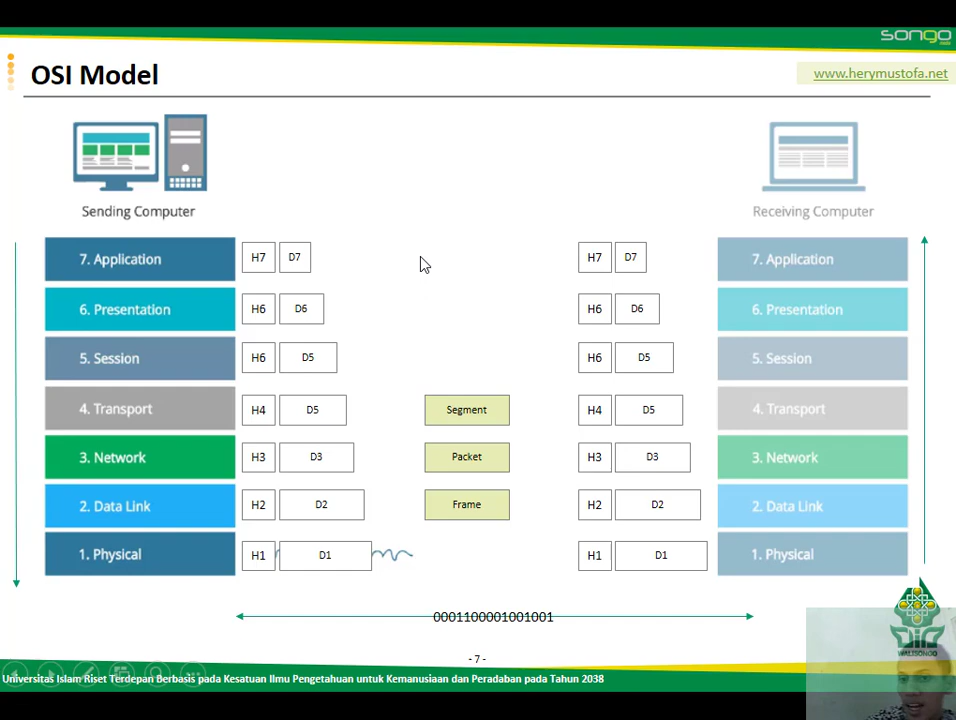 songo
OSI Model
www.herymustofa.net
Sending Computer
Receiving Computer
7. Application H7 D7 H7 D7 7. Application
6. Presentation H6 D6 H6 D6 6. Presentation
5. Session H6 D5 H6 D5 5. Session
4. Transport H4 D5 Segment H4 D5 4. Transport
3. Network H3 D3 Packet H3 D3 3. Network
2. Data Link H2 D2 Frame H2 D2 2. Data Link
1. Physical H1 D1 H1 D1 1. Physical
0001100001001001
WALISONGO
- 7 -
Universitas Islam Riset Terdepan Berbasis pada Kesatuan Ilmu Pengetahuan untuk Kemanusiaan dan Peradaban pada Tahun 2038